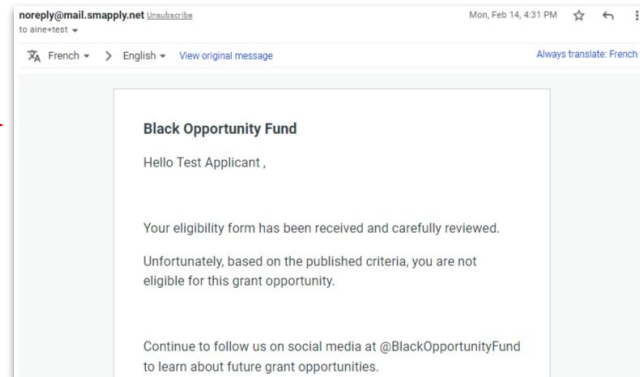 noreply@mail.smapply.net Unsubscribe
Mon, Feb 14, 4:31 PM
to aine+test
French > English View original message
Always translate: French
Black Opportunity Fund
Hello Test Applicant ,
Your eligibility form has been received and carefully reviewed.
Unfortunately, based on the published criteria, you are not
eligible for this grant opportunity.
Continue to follow us on social media at @BlackOpportunityFund
to learn about future grant opportunities.